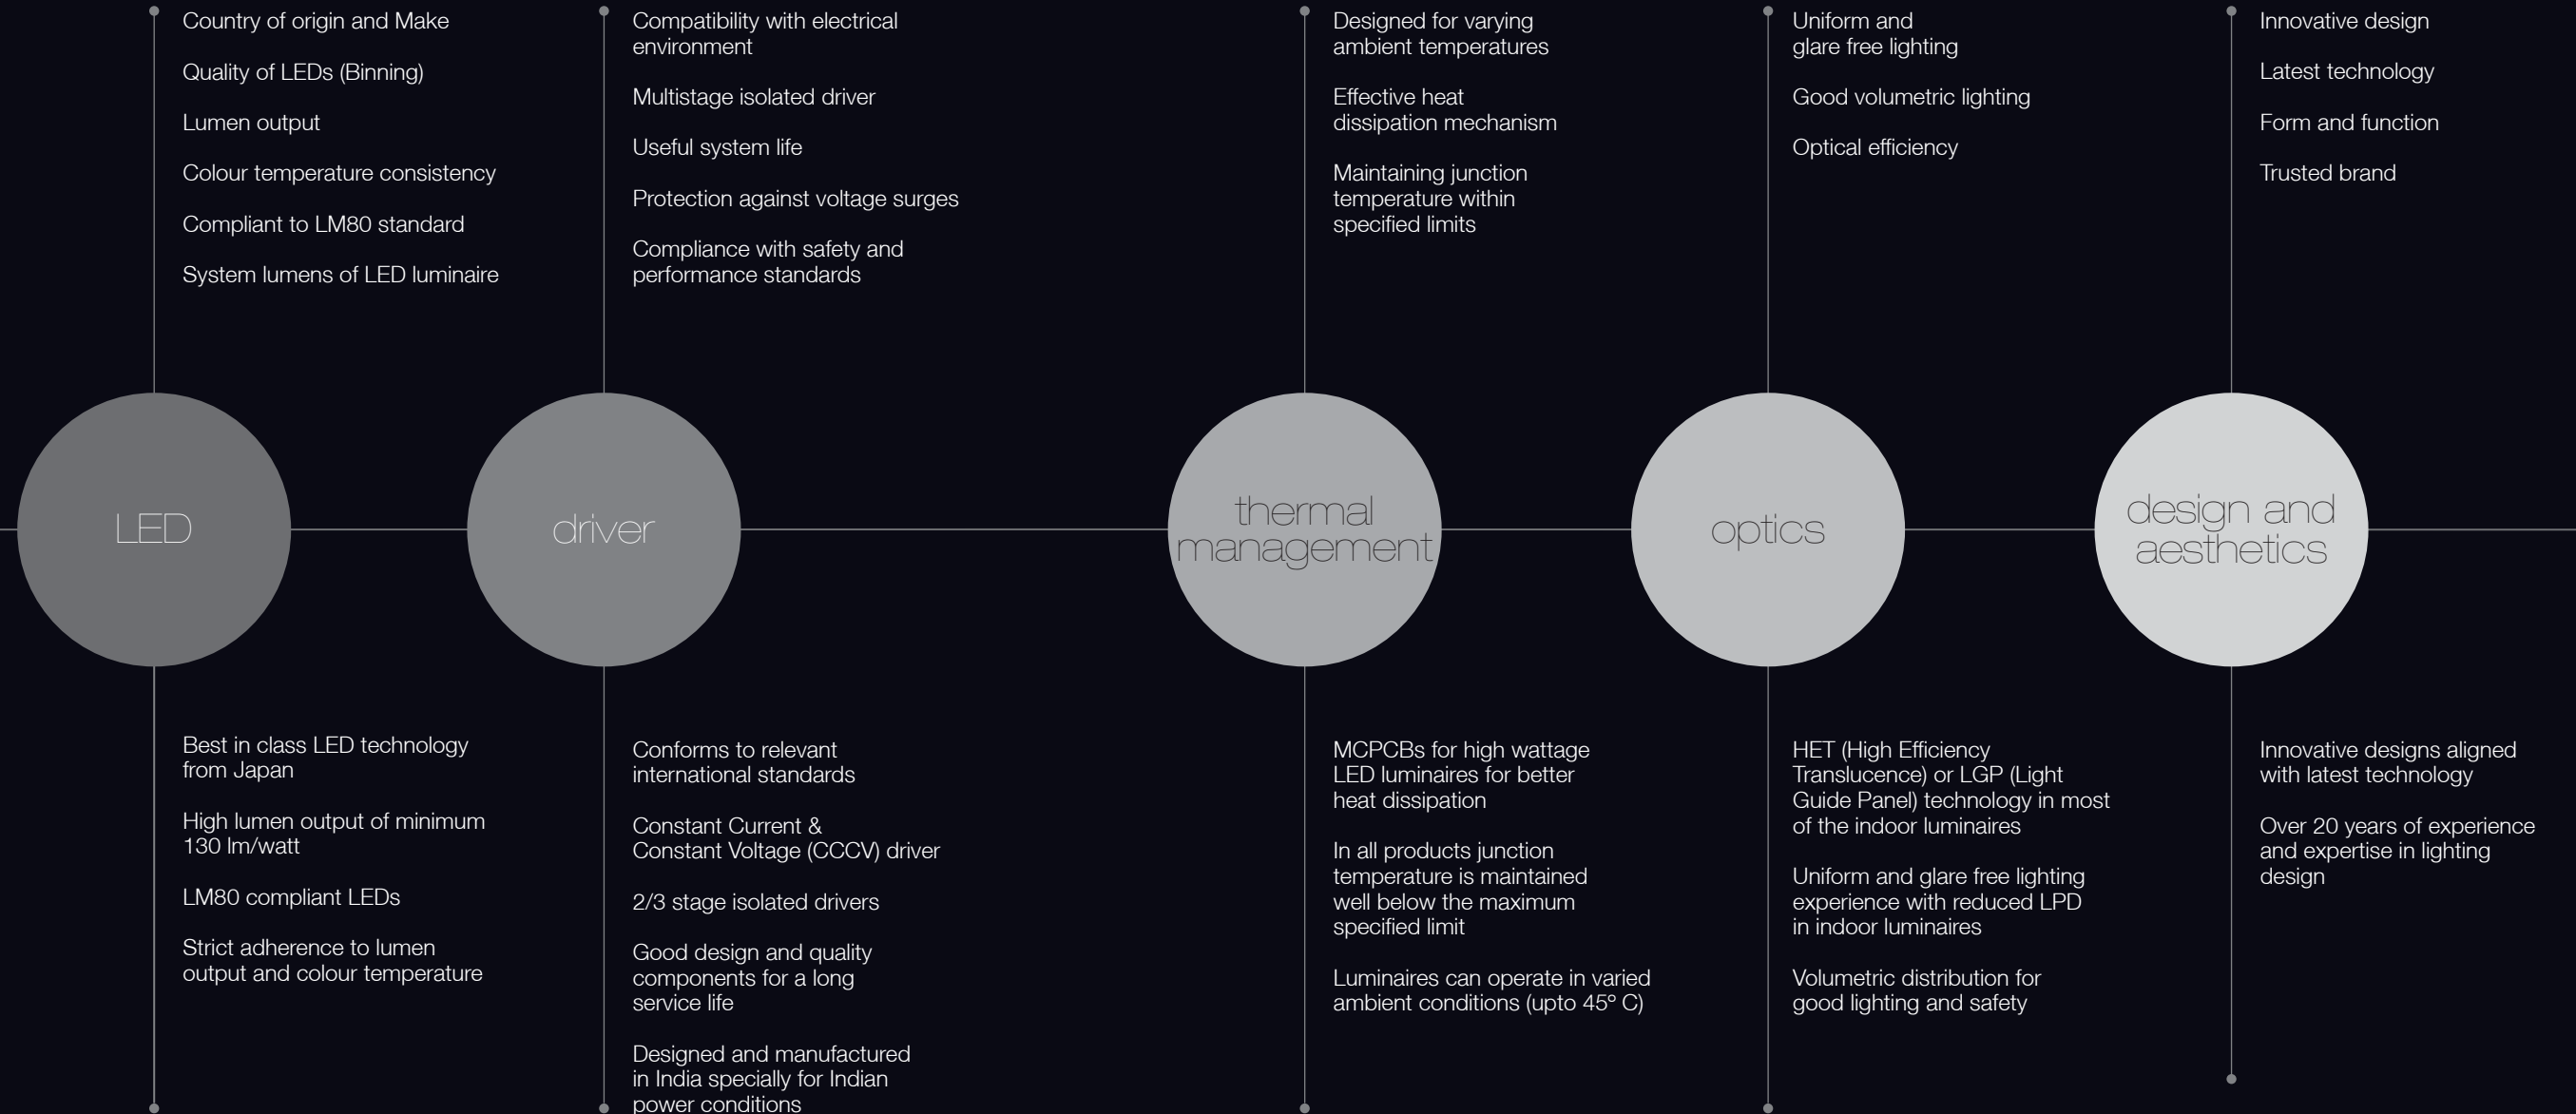 Country of origin and Make
Quality of LEDs (Binning)
Lumen output
Colour temperature consistency
Compliant to LM80 standard
System lumens of LED luminaire
Compatibility with electrical
environment
Multistage isolated driver
Useful system life
Protection against voltage surges
Compliance with safety and
performance standards
Designed for varying
ambient temperatures
Effective heat
dissipation mechanism
Maintaining junction
temperature within
specified limits
Uniform and
glare free lighting
Good volumetric lighting
Optical efficiency
Innovative design
Latest technology
Form and function
Trusted brand
LED
driver
thermal
management
optics
design and
aesthetics
Best in class LED technology
from Japan
High lumen output of minimum
130 lm/watt
LM80 compliant LEDs
Strict adherence to lumen
output and colour temperature
Conforms to relevant
international standards
Constant Current &
Constant Voltage (CCCV) driver
2/3 stage isolated drivers
Good design and quality
components for a long
service life
Designed and manufactured
in India specially for Indian
power conditions
MCPCBs for high wattage
LED luminaires for better
heat dissipation
In all products junction
temperature is maintained
well below the maximum
specified limit
Luminaires can operate in varied
ambient conditions (upto 45º C)
HET (High Efficiency
Translucence) or LGP (Light
Guide Panel) technology in most
of the indoor luminaires
Uniform and glare free lighting
experience with reduced LPD
in indoor luminaires
Volumetric distribution for
good lighting and safety
Innovative designs aligned
with latest technology
Over 20 years of experience
and expertise in lighting
design